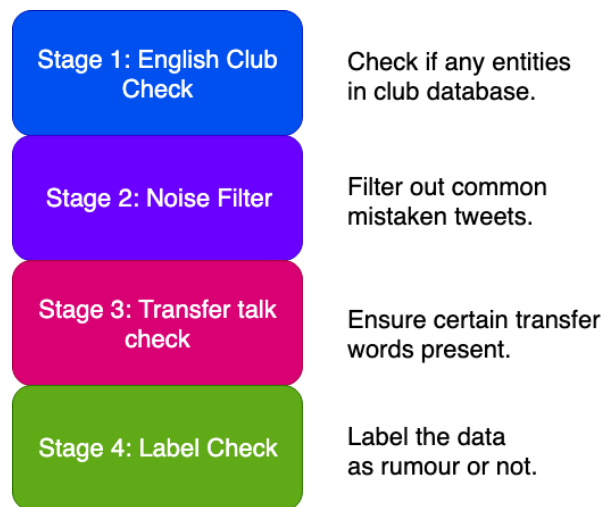 Stage 1: English Club
Check
Check if any entities
in club database.
Stage 2: Noise Filter
Filter out common
mistaken tweets.
Stage 3: Transfer talk
check
Ensure certain transfer
words present.
Stage 4: Label Check
Label the data
as rumour or not.